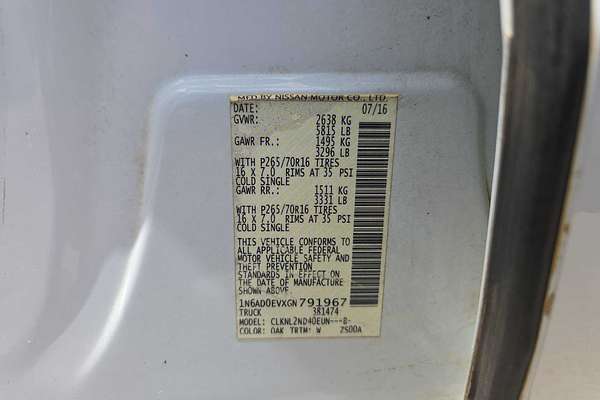 MFD BY NISSAN MOTOR CO., LTD.
DATE: 07/16
GVWR: 2638 KG
5815 LB
GAWR FR.: 1495 KG
3296 LB
WITH P265/70R16 TIRES
16 X 7.0 RIMS AT 35 PSI
COLD SINGLE
GAWR RR.: 1511 KG
3331 LB
WITH P265/70R16 TIRES
16 X 7.0 RIMS AT 35 PSI
COLD SINGLE
THIS VEHICLE CONFORMS TO
ALL APPLICABLE FEDERAL
MOTOR VEHICLE SAFETY AND
THEFT PREVENTION
STANDARDS IN EFFECT ON
THE DATE OF MANUFACTURE
SHOWN ABOVE.
1N6AD0EVXGN791967
TRUCK 381474
MODEL: CLKNL2ND40EUN---B-
COLOR: QAK TRIM: W ZS0DA